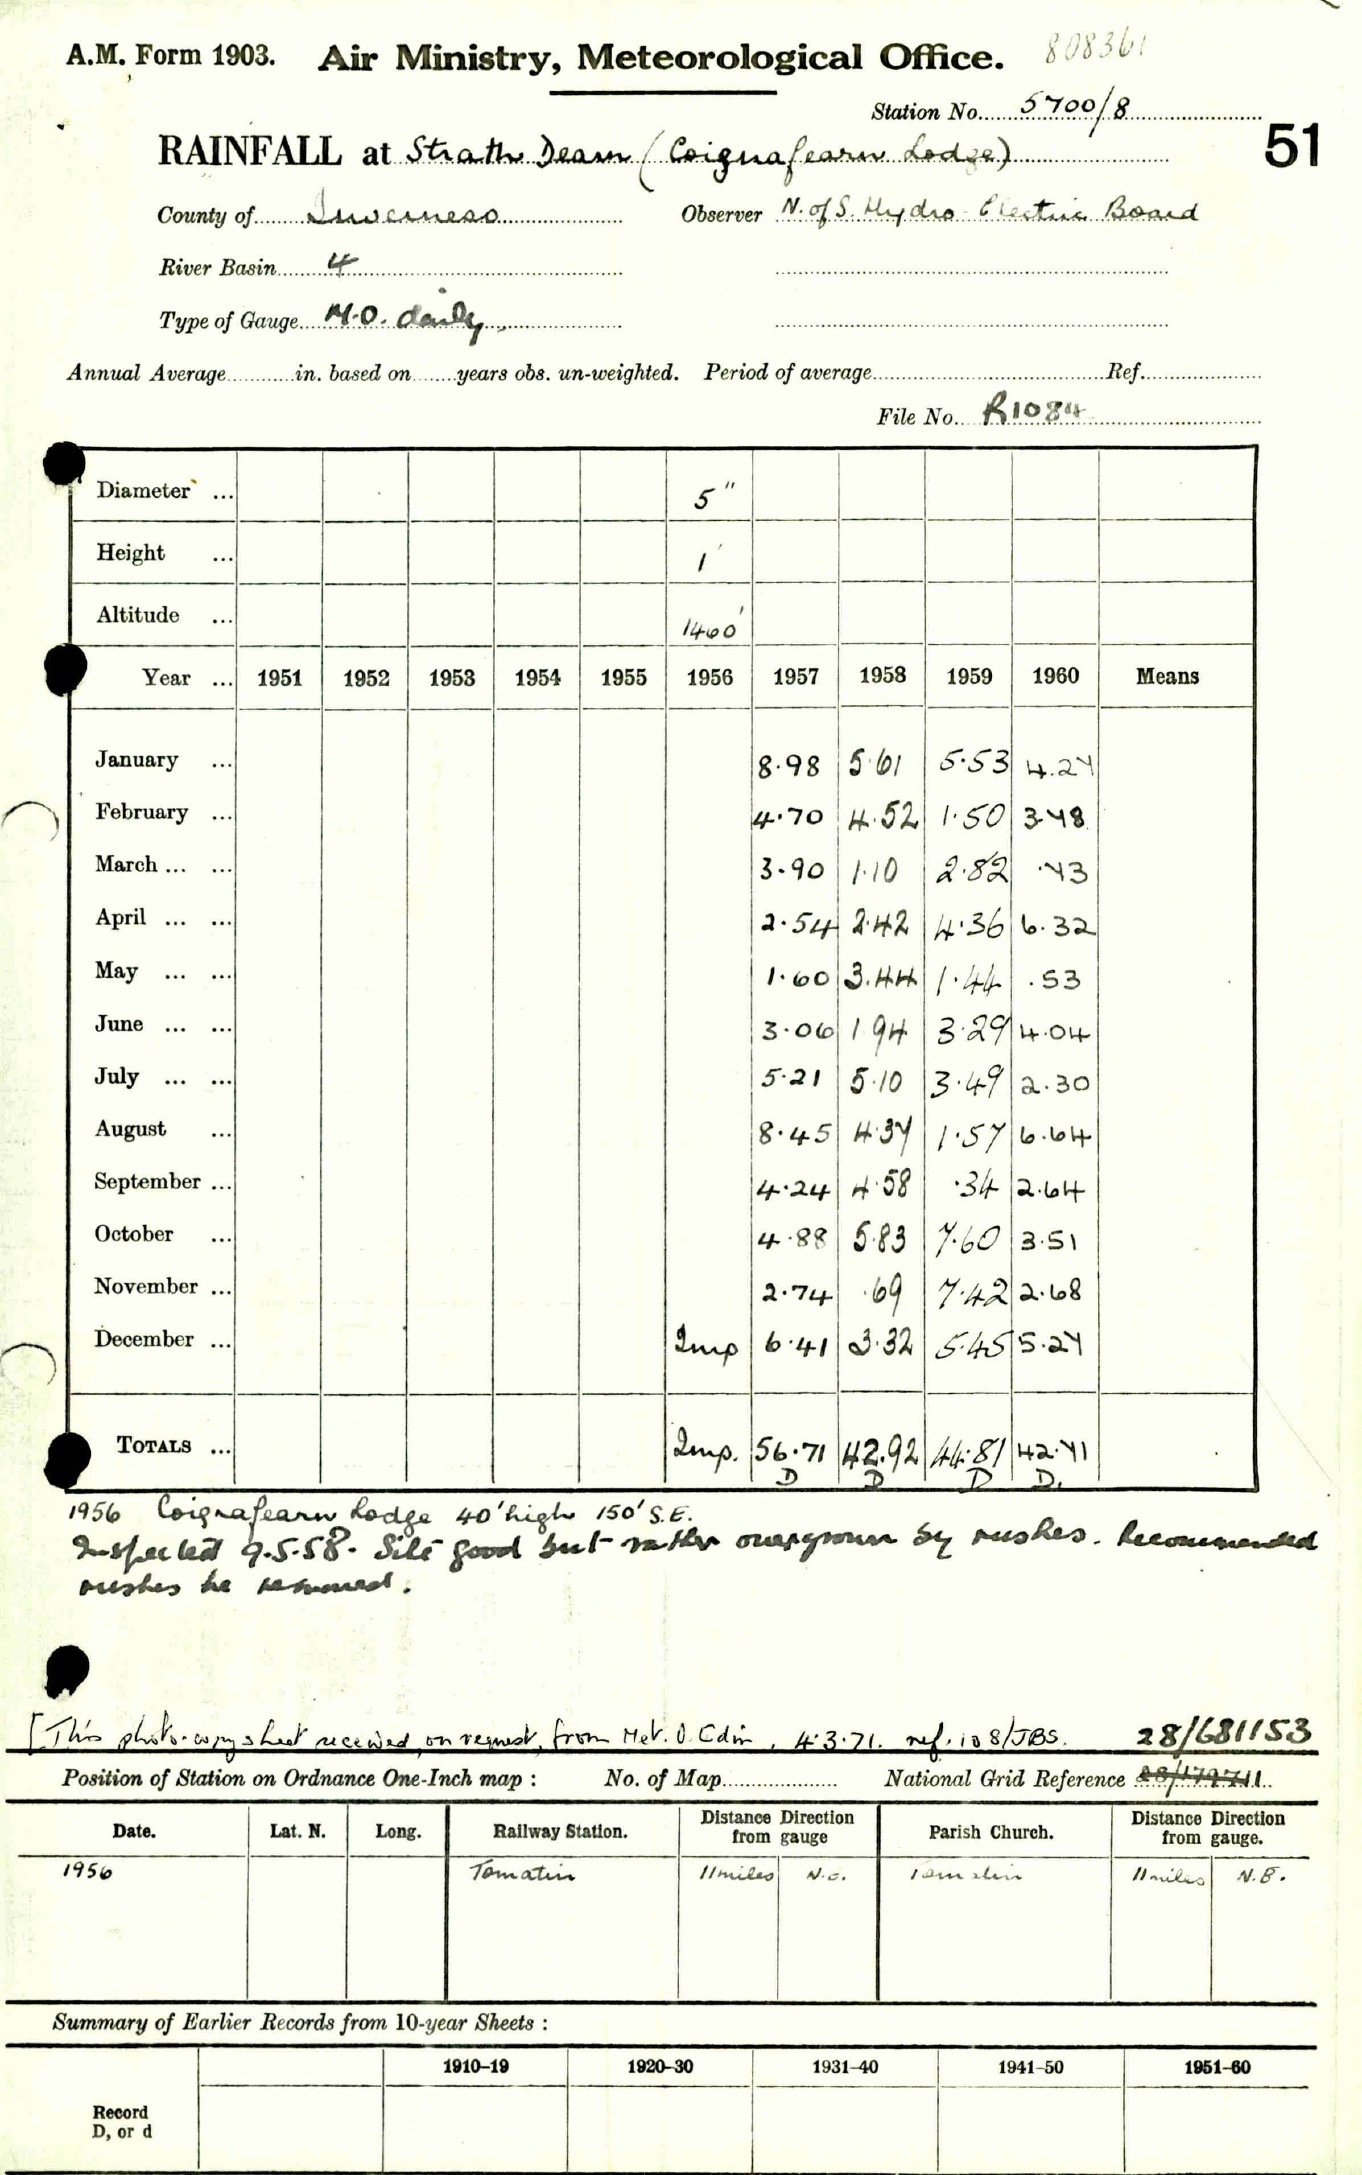 A.M. Form 1903. Air Ministry, Meteorological Office. 808361
Station No. 5700/8
51
RAINFALL at Strath Dearn (Coignafearn Lodge)
County of Inverness Observer N. of S. Hydro-Electric Board
River Basin 4
Type of Gauge M.O. daily
Annual Average in. based on years obs. un-weighted. Period of average Ref.
File No. R1084
Diameter ... 5"
Height ... 1'
Altitude ... 1460'
Year ... 1951 1952 1953 1954 1955 1956 1957 1958 1959 1960 Means
January ... 8.98 5.61 5.53 4.27
February ... 4.70 4.52 1.50 3.78
March ... ... 3.90 1.10 2.82 .73
April ... ... 2.54 2.42 4.36 6.32
May ... ... 1.60 3.44 1.44 .53
June ... ... 3.06 1.94 3.29 4.04
July ... ... 5.21 5.10 3.49 2.30
August ... 8.45 4.37 1.57 6.64
September ... 4.24 4.58 .34 2.64
October ... 4.88 5.83 7.60 3.51
November ... 2.74 .69 7.42 2.68
December ... Imp 6.41 3.32 5.45 5.27
TOTALS ... Imp. 56.71 42.92 44.81 42.71
D D D D.
1956 Coignafearn Lodge 40' high 150' S.E.
Inspected 9.5.58. Site good but rather overgrown by rushes. Recommended
rushes be removed.
[This photo-copy sheet received, on request, from Met. O. Edin, 4.3.71. ref. 108/JBS. 28/681153
Position of Station on Ordnance One-Inch map : No. of Map National Grid Reference
Date. Lat. N. Long. Railway Station. Distance Direction from gauge Parish Church. Distance Direction from gauge.
1956 Tomatin 11 miles N.E. Tomatin 11 miles N.E.
Summary of Earlier Records from 10-year Sheets :
1910–19 1920–30 1931–40 1941–50 1951–60
Record
D, or d